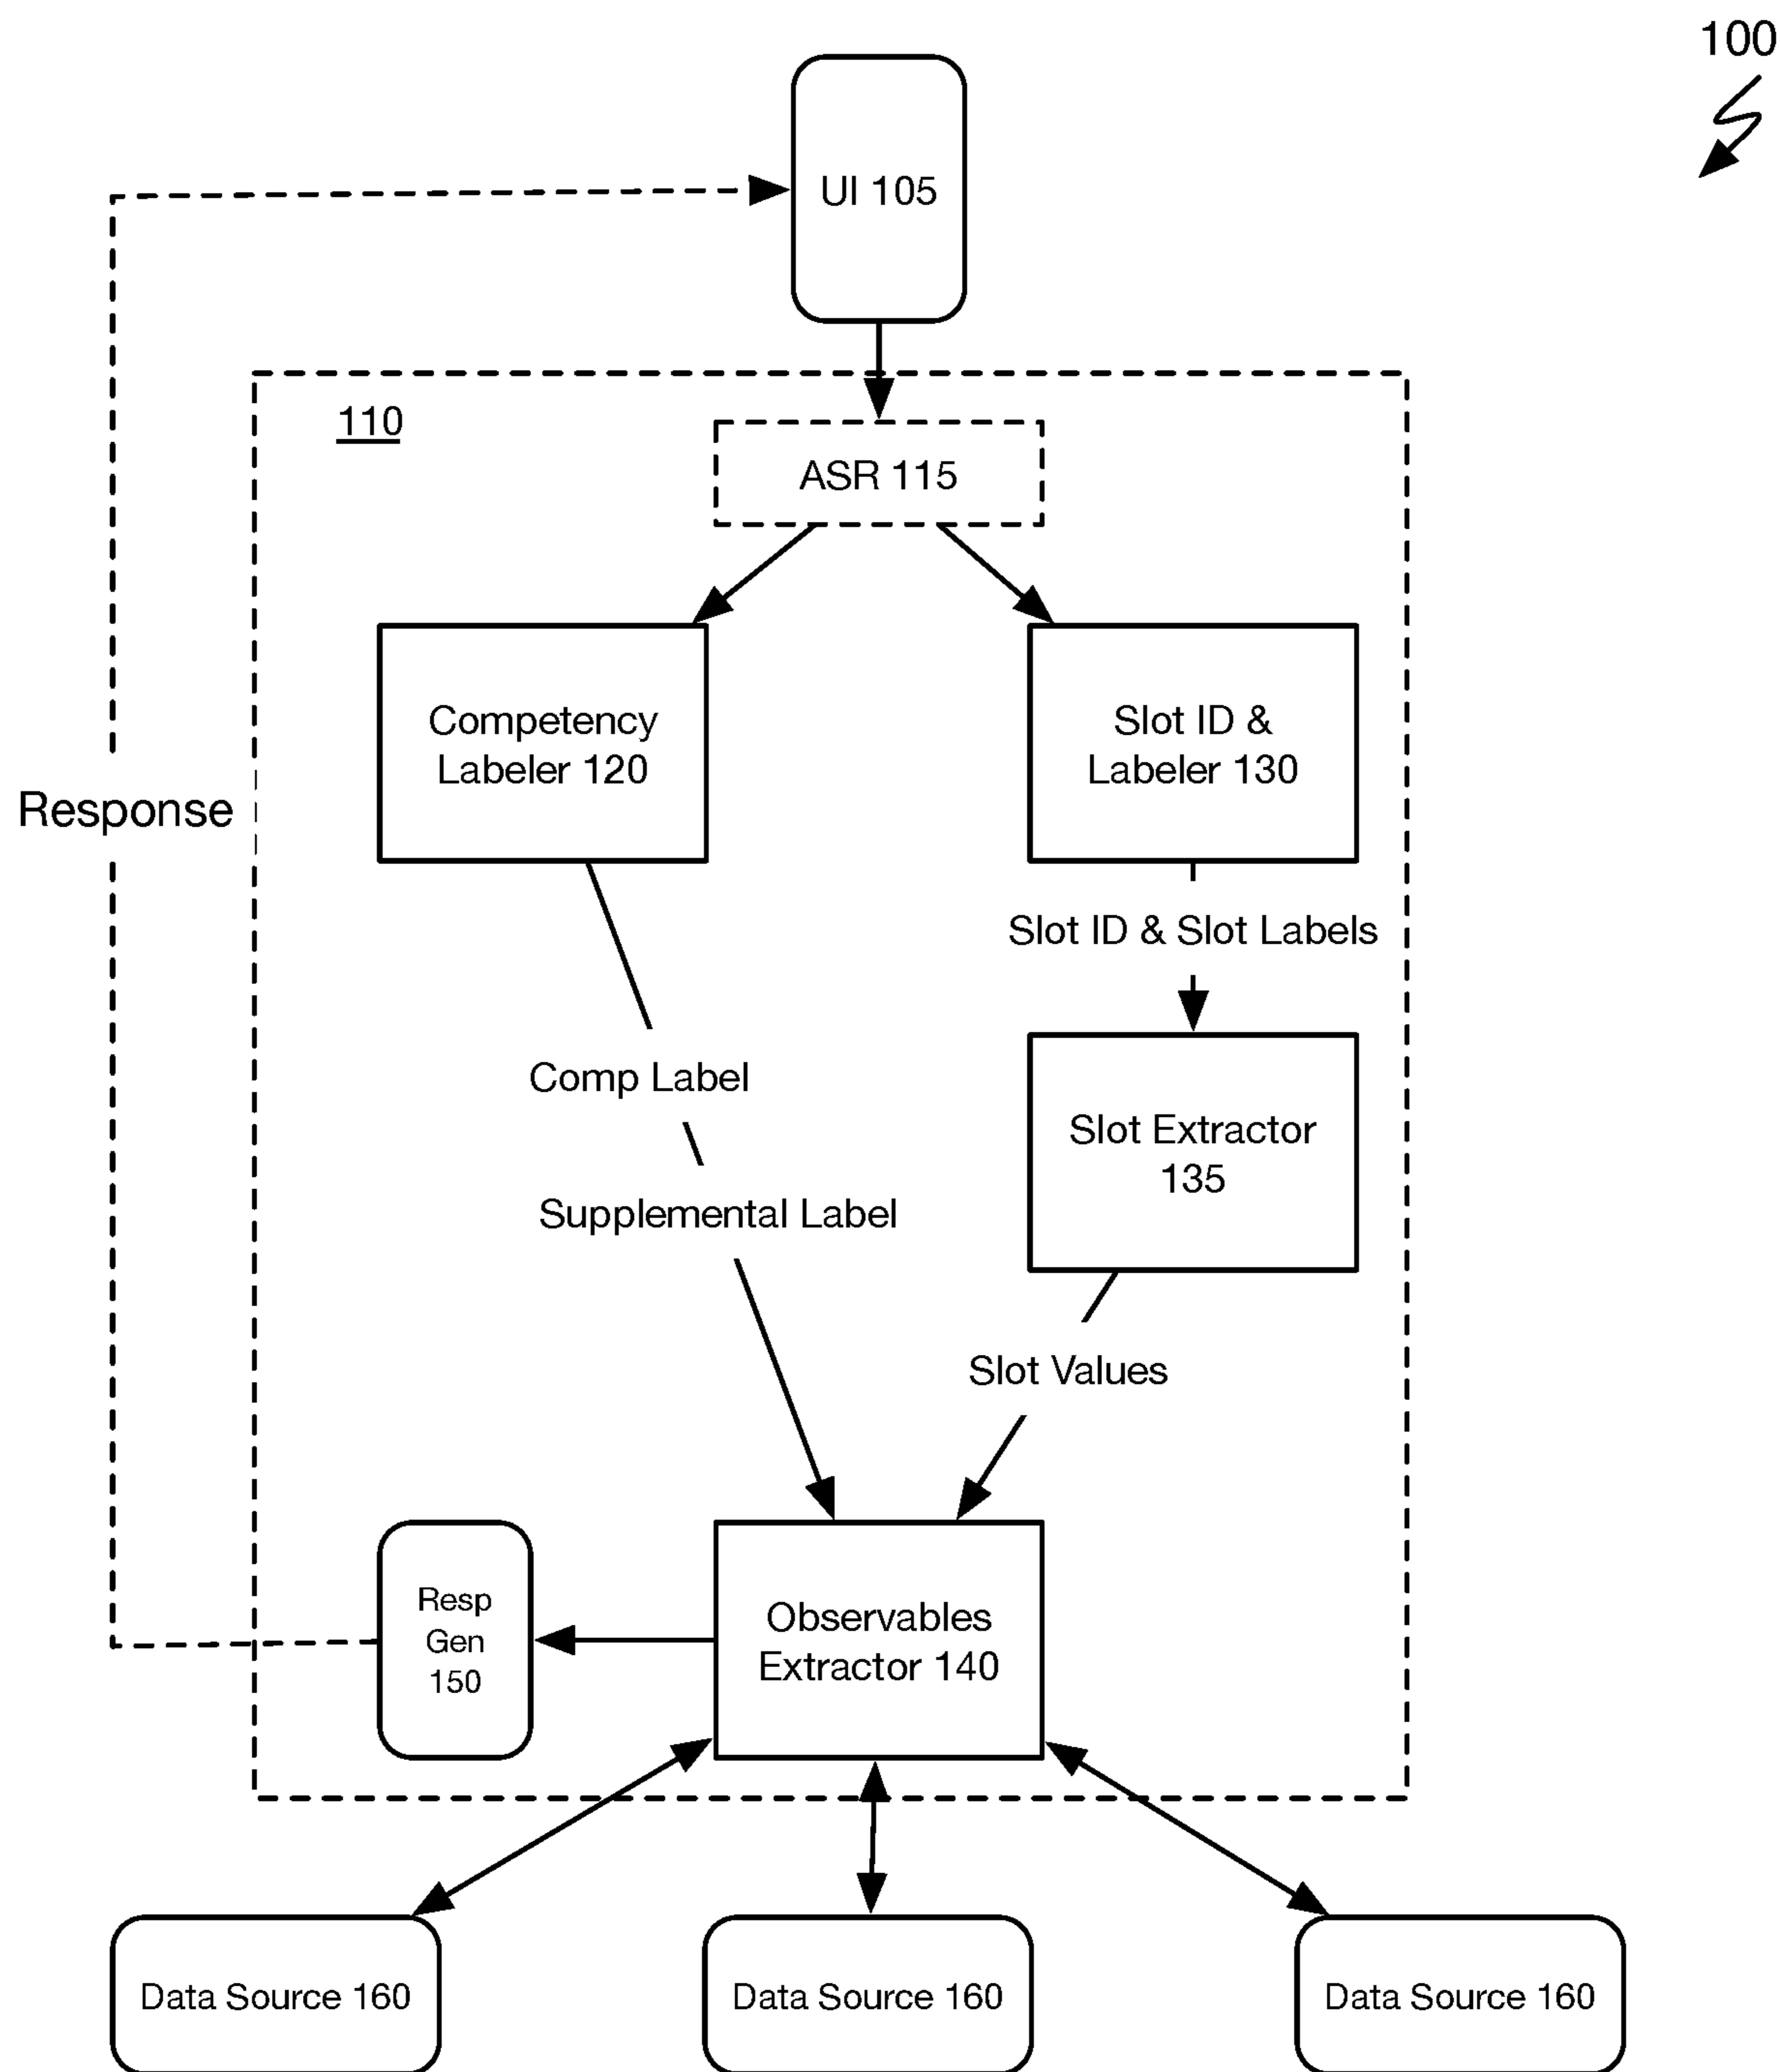 100
UI 105
110
ASR 115
Competency
Labeler 120
Slot ID &
Labeler 130
Response
Slot ID & Slot Labels
Comp Label
Slot Extractor
135
Supplemental Label
Slot Values
Resp
Gen
150
Observables
Extractor 140
Data Source 160
Data Source 160
Data Source 160